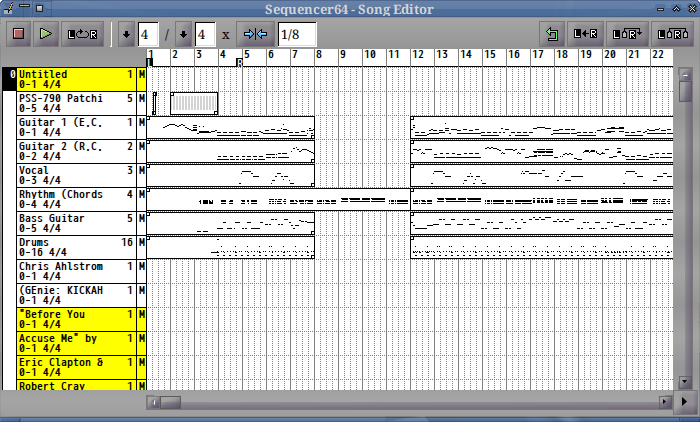 Sequencer64 - Song Editor
L R
4 / 4 x 1/8
L R L R L R
1 2 3 4 5 6 7 8 9 10 11 12 13 14 15 16 17 18 19 20 21 22
L R
0 Untitled 1 M
0-1 4/4
PSS-790 Patchi 5 M
0-5 4/4
Guitar 1 (E.C. 1 M
0-1 4/4
Guitar 2 (R.C. 2 M
0-2 4/4
Vocal 3 M
0-3 4/4
Rhythm (Chords 4 M
0-4 4/4
Bass Guitar 5 M
0-5 4/4
Drums 16 M
0-16 4/4
Chris Ahlstrom 1 M
0-1 4/4
(GEnie: KICKAH 1 M
0-1 4/4
"Before You 1 M
0-1 4/4
Accuse Me" by 1 M
0-1 4/4
Eric Clapton & 1 M
0-1 4/4
Robert Cray 1 M